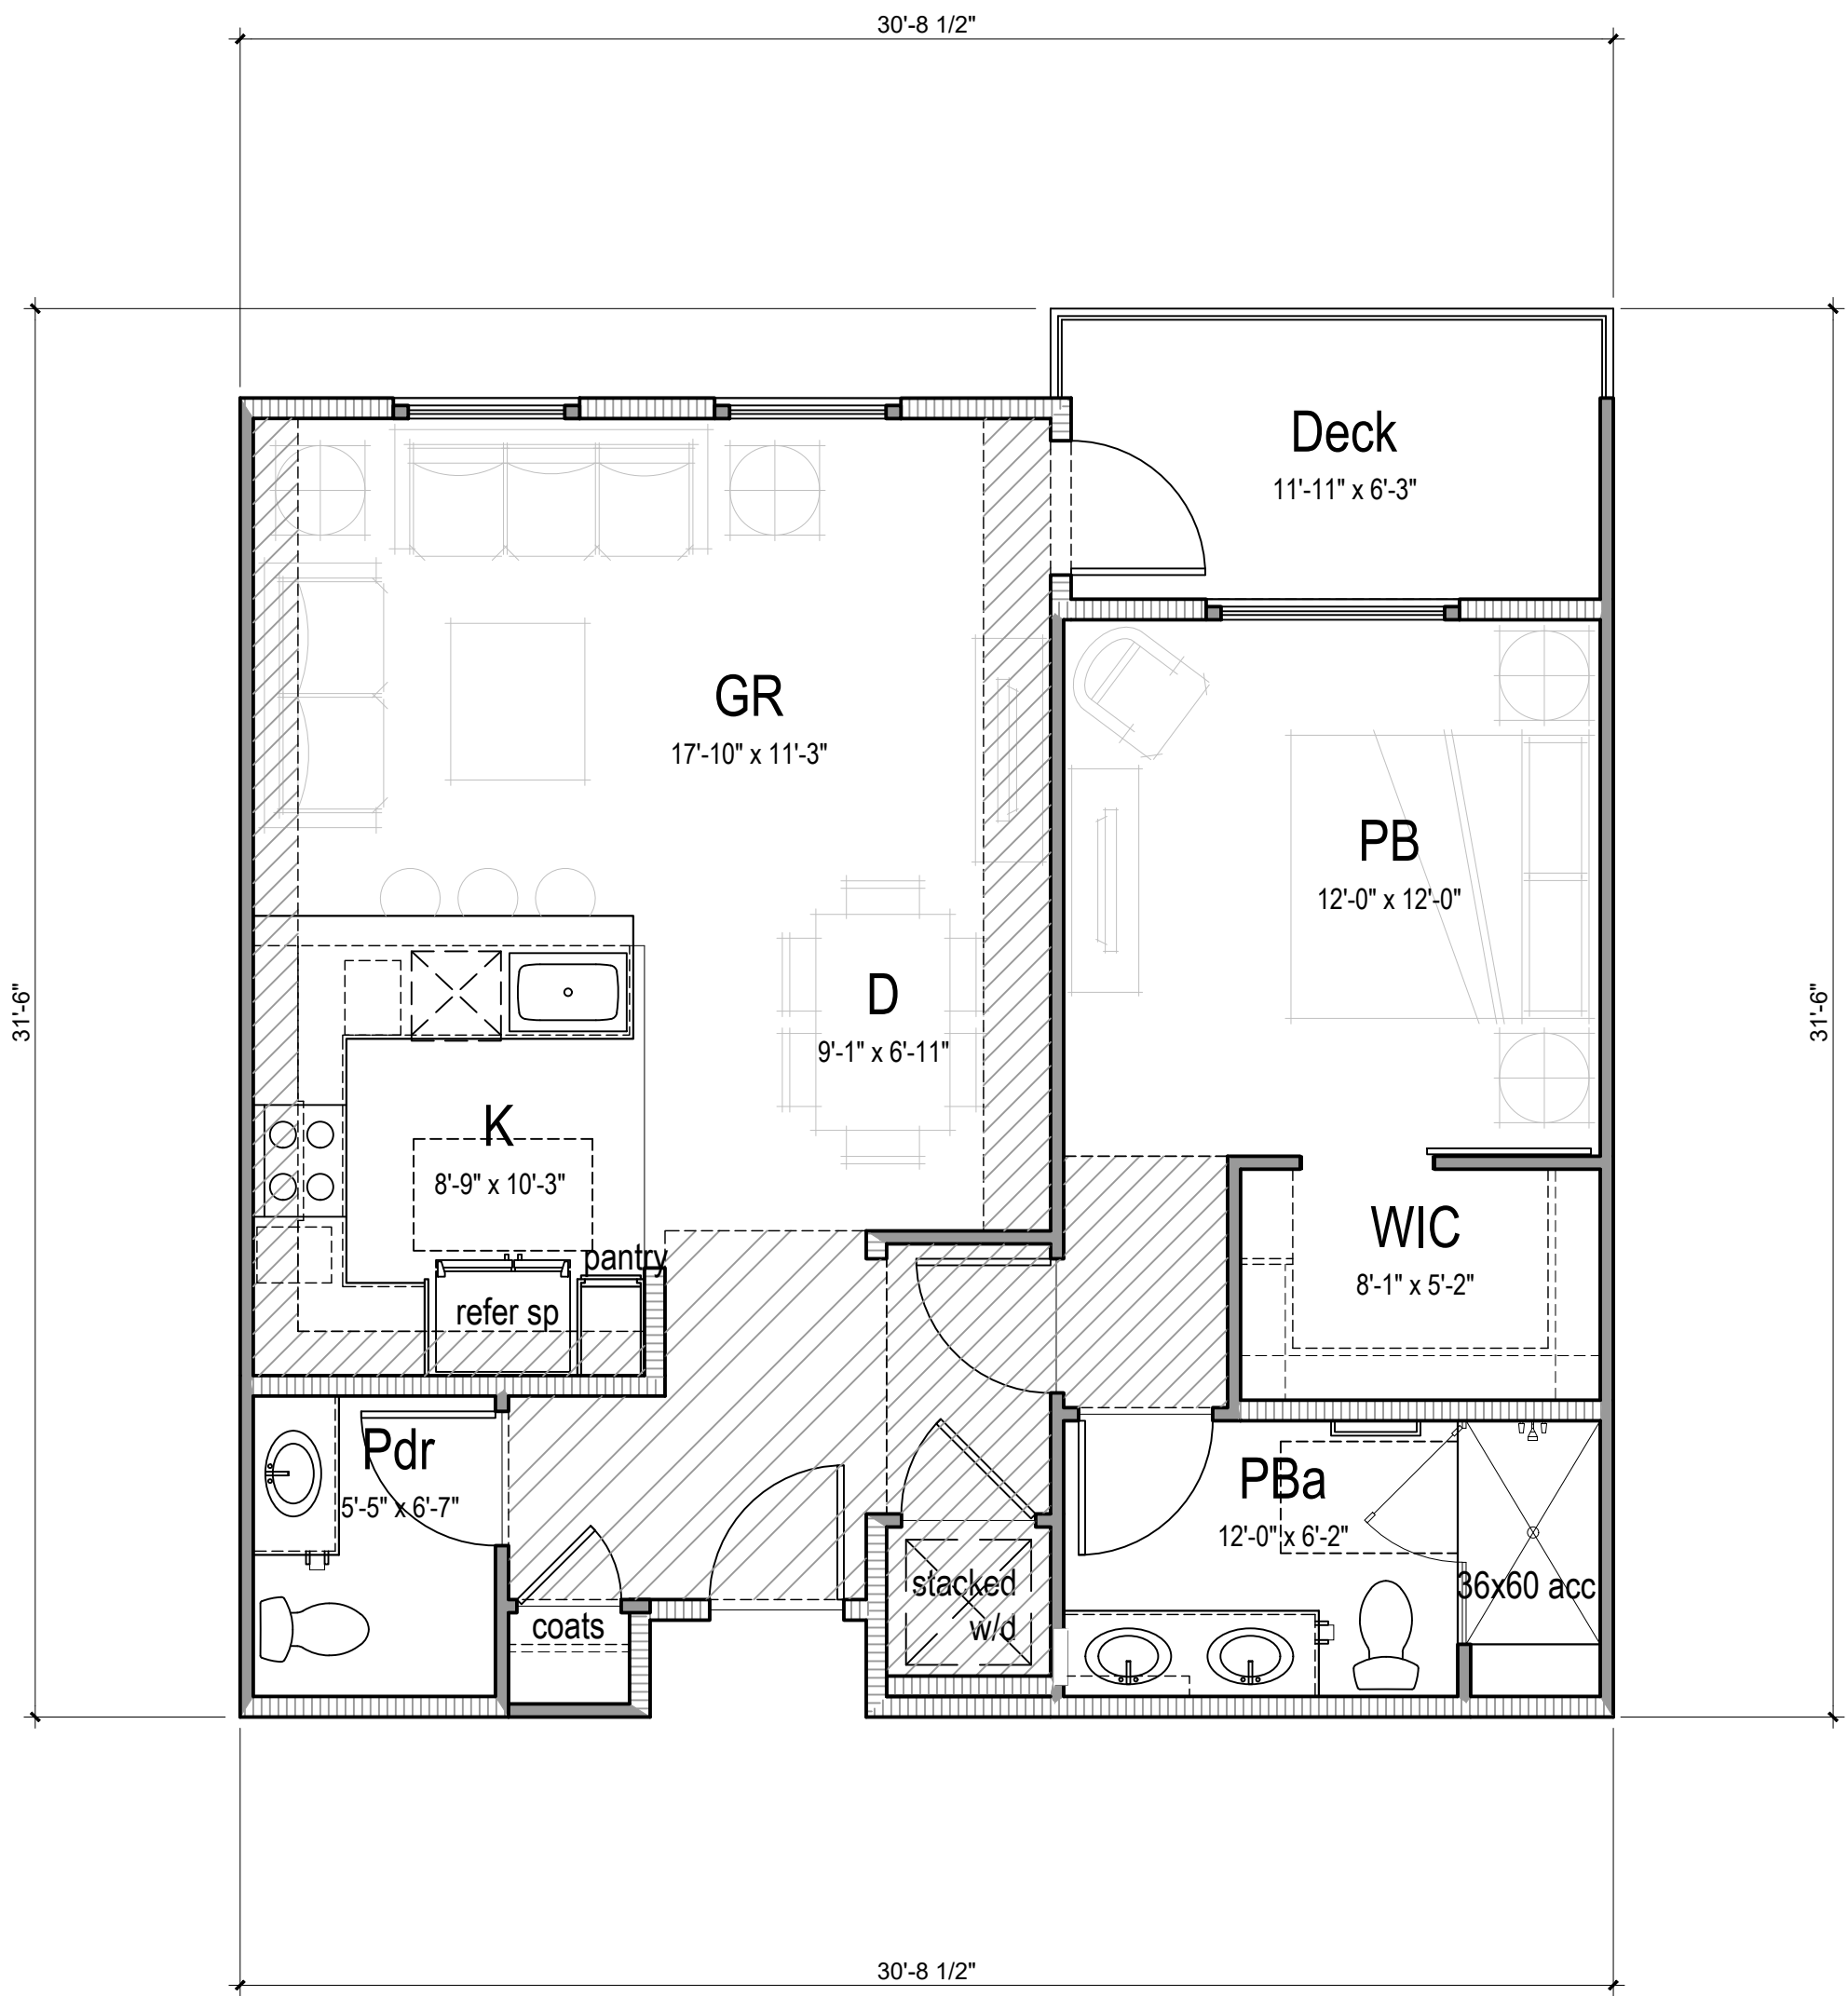 30'-8 1/2"
Deck
11'-11" x 6'-3"
GR
17'-10" x 11'-3"
PB
12'-0" x 12'-0"
31'-6"
D
9'-1" x 6'-11"
31'-6"
K
8'-9" x 10'-3"
pantry
refer sp
WIC
8'-1" x 5'-2"
Pdr
5'-5" x 6'-7"
PBa
12'-0" x 6'-2"
stacked
w/d
36x60 acc
coats
30'-8 1/2"